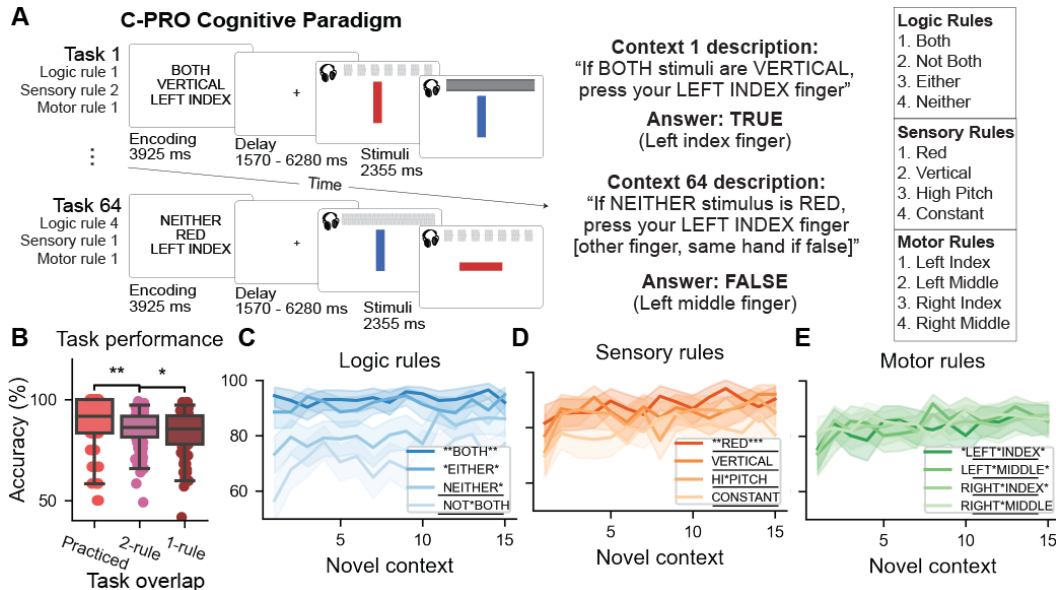 A
C-PRO Cognitive Paradigm
Task 1
Logic rule 1
Sensory rule 2
Motor rule 1
BOTH
VERTICAL
LEFT INDEX
+
Encoding
3925 ms
Delay
1570 - 6280 ms
Stimuli
2355 ms
Time
Task 64
Logic rule 4
Sensory rule 1
Motor rule 1
NEITHER
RED
LEFT INDEX
+
Encoding
3925 ms
Delay
1570 - 6280 ms
Stimuli
2355 ms
Context 1 description:
“If BOTH stimuli are VERTICAL,
press your LEFT INDEX finger”
Answer: TRUE
(Left index finger)
Context 64 description:
“If NEITHER stimulus is RED,
press your LEFT INDEX finger
[other finger, same hand if false]”
Answer: FALSE
(Left middle finger)
Logic Rules
1. Both
2. Not Both
3. Either
4. Neither
Sensory Rules
1. Red
2. Vertical
3. High Pitch
4. Constant
Motor Rules
1. Left Index
2. Left Middle
3. Right Index
4. Right Middle
B
Task performance
** *
Accuracy (%)
100
50
Practiced
2-rule
1-rule
Task overlap
C
Logic rules
100
80
60
**BOTH**
*EITHER*
NEITHER*
NOT*BOTH
5 10 15
Novel context
D
Sensory rules
**RED***
VERTICAL
HI*PITCH
CONSTANT
5 10 15
Novel context
E
Motor rules
*LEFT*INDEX*
LEFT*MIDDLE*
RIGHT*INDEX*
RIGHT*MIDDLE
5 10 15
Novel context